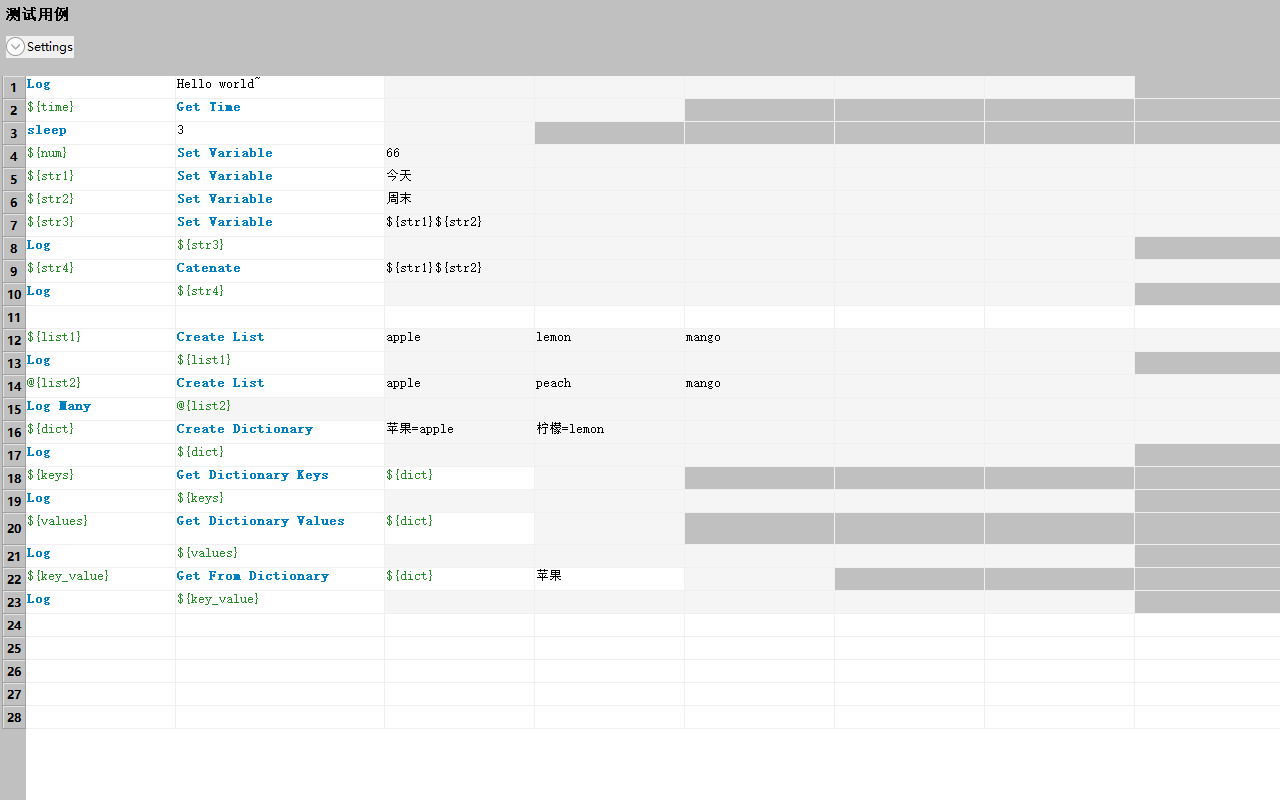 测试用例
Settings
1 Log Hello world~
2 ${time} Get Time
3 sleep 3
4 ${num} Set Variable 66
5 ${str1} Set Variable 今天
6 ${str2} Set Variable 周末
7 ${str3} Set Variable ${str1}${str2}
8 Log ${str3}
9 ${str4} Catenate ${str1}${str2}
10 Log ${str4}
11
12 ${list1} Create List apple lemon mango
13 Log ${list1}
14 @{list2} Create List apple peach mango
15 Log Many @{list2}
16 ${dict} Create Dictionary 苹果=apple 柠檬=lemon
17 Log ${dict}
18 ${keys} Get Dictionary Keys ${dict}
19 Log ${keys}
20 ${values} Get Dictionary Values ${dict}
21 Log ${values}
22 ${key_value} Get From Dictionary ${dict} 苹果
23 Log ${key_value}
24
25
26
27
28